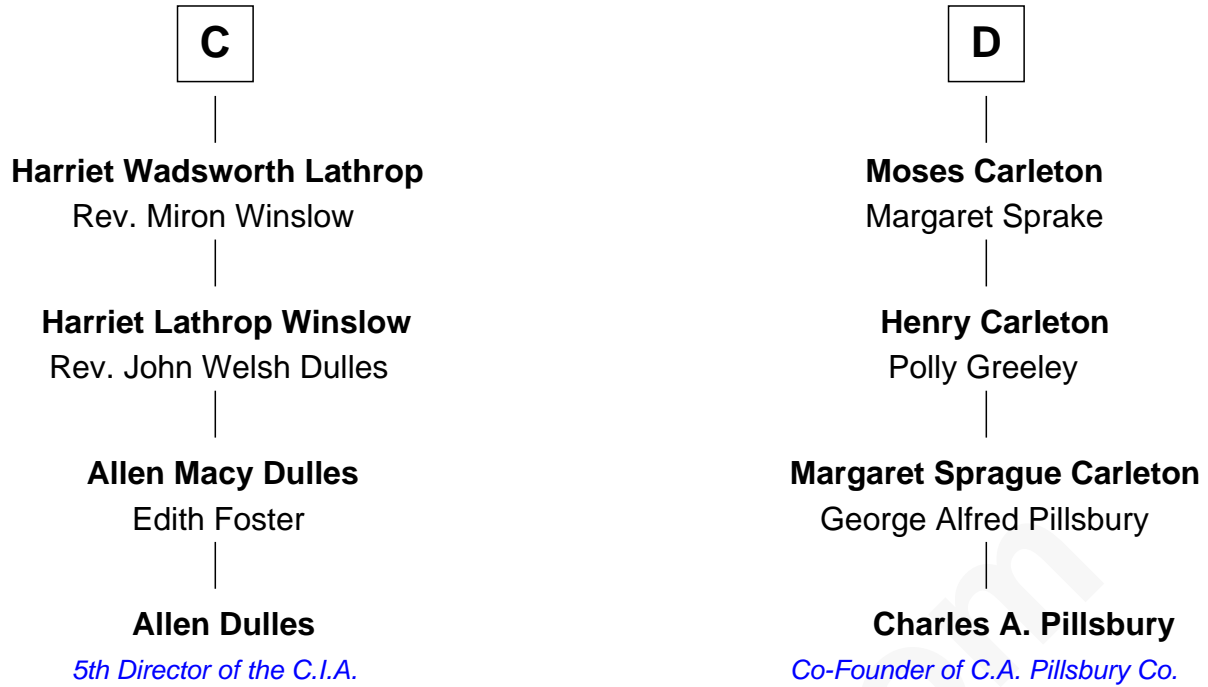 C
Harriet Wadsworth Lathrop
Rev. Miron Winslow
Harriet Lathrop Winslow
Rev. John Welsh Dulles
Allen Macy Dulles
Edith Foster
Allen Dulles
5th Director of the C.I.A.
D
Moses Carleton
Margaret Sprake
Henry Carleton
Polly Greeley
Margaret Sprague Carleton
George Alfred Pillsbury
Charles A. Pillsbury
Co-Founder of C.A. Pillsbury Co.